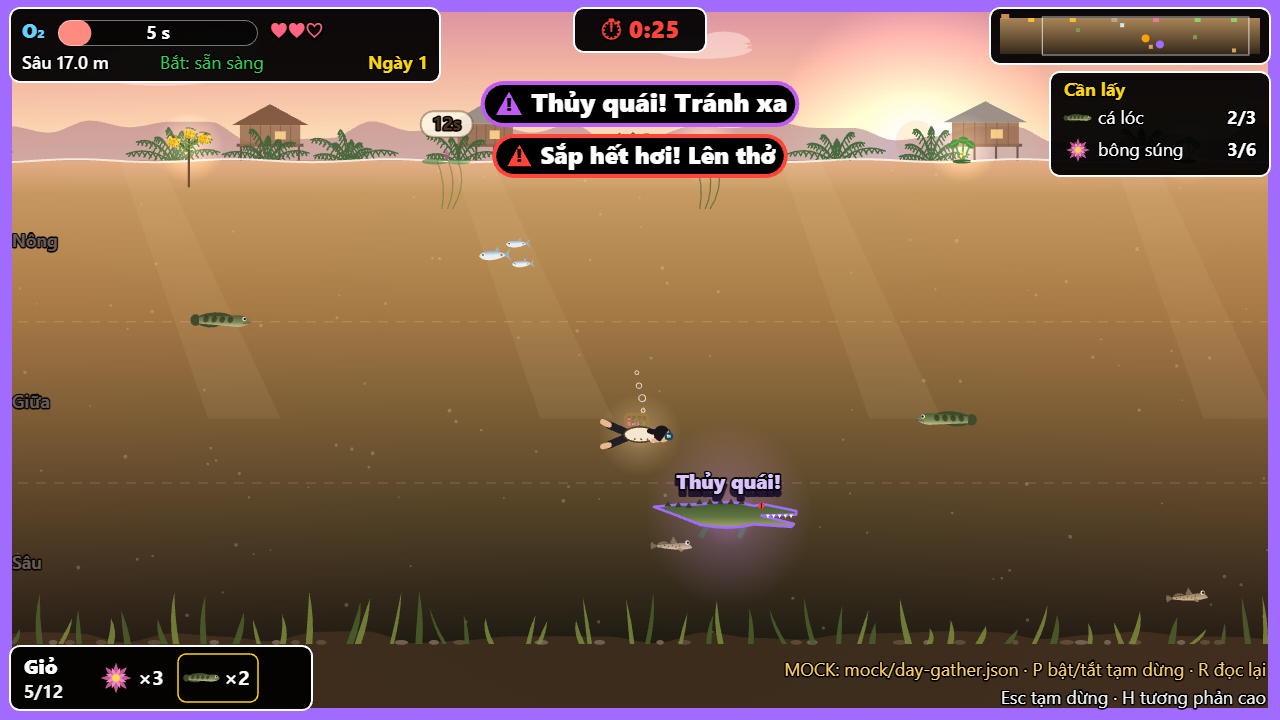 O₂ 5 s
Sâu 17.0 m Bắt: sẵn sàng Ngày 1
0:25
Cần lấy
cá lóc 2/3
bông súng 3/6
Thủy quái! Tránh xa
12s
Sắp hết hơi! Lên thở
Nông
Giữa
Thủy quái!
Sâu
Giỏ
5/12
×3
×2
MOCK: mock/day-gather.json · P bật/tắt tạm dừng · R đọc lại
Esc tạm dừng · H tương phản cao